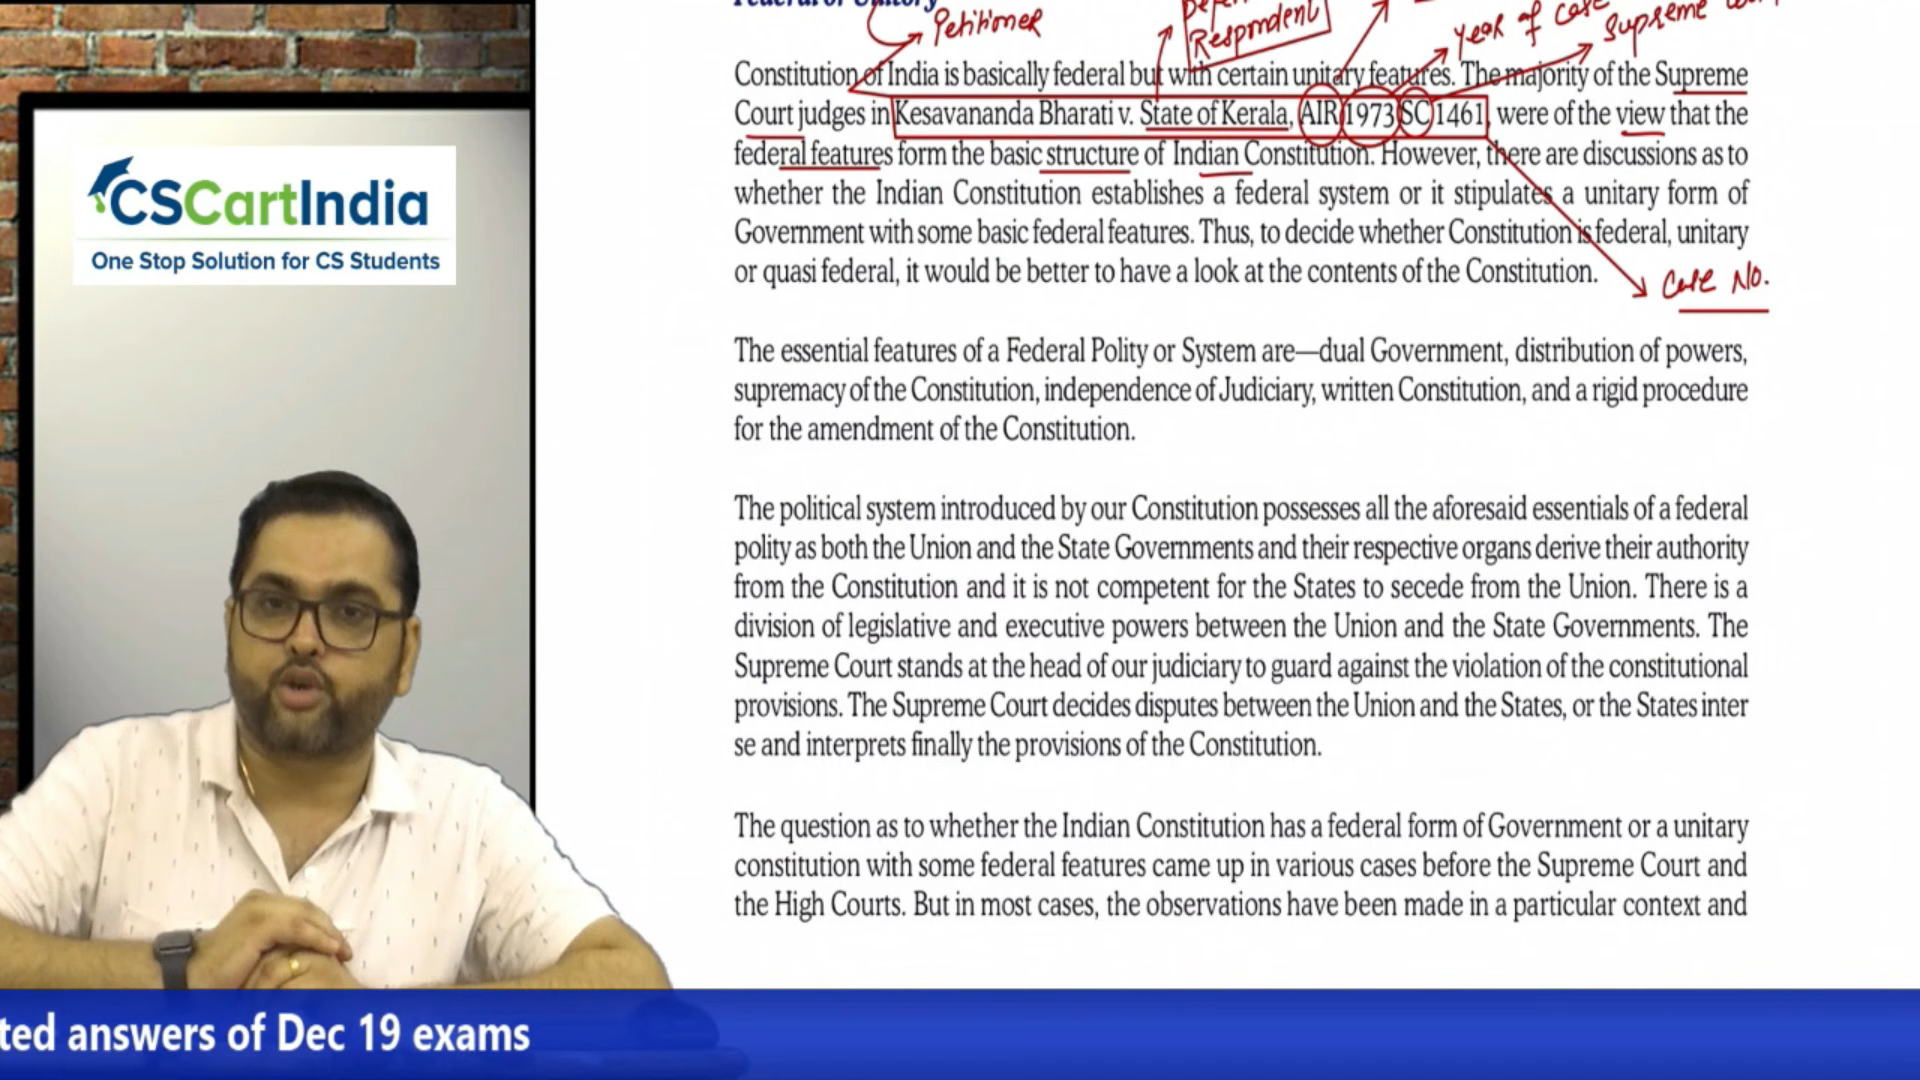 Federal or Unitary
Petitioner
Respondent
Year of case
Supreme
Constitution of India is basically federal but with certain unitary features. The majority of the Supreme
Court judges in Kesavananda Bharati v. State of Kerala, AIR 1973 SC 1461, were of the view that the
federal features form the basic structure of Indian Constitution. However, there are discussions as to
whether the Indian Constitution establishes a federal system or it stipulates a unitary form of
Government with some basic federal features. Thus, to decide whether Constitution is federal, unitary
or quasi federal, it would be better to have a look at the contents of the Constitution.
Case No.
The essential features of a Federal Polity or System are—dual Government, distribution of powers,
supremacy of the Constitution, independence of Judiciary, written Constitution, and a rigid procedure
for the amendment of the Constitution.
The political system introduced by our Constitution possesses all the aforesaid essentials of a federal
polity as both the Union and the State Governments and their respective organs derive their authority
from the Constitution and it is not competent for the States to secede from the Union. There is a
division of legislative and executive powers between the Union and the State Governments. The
Supreme Court stands at the head of our judiciary to guard against the violation of the constitutional
provisions. The Supreme Court decides disputes between the Union and the States, or the States inter
se and interprets finally the provisions of the Constitution.
The question as to whether the Indian Constitution has a federal form of Government or a unitary
constitution with some federal features came up in various cases before the Supreme Court and
the High Courts. But in most cases, the observations have been made in a particular context and
CSCartIndia
One Stop Solution for CS Students
ted answers of Dec 19 exams